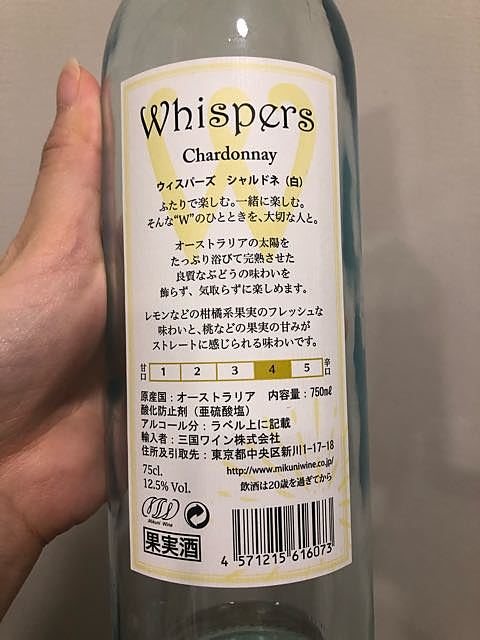 Whispers
Chardonnay
ウィスパーズ シャルドネ（白）
ふたりで楽しむ。一緒に楽しむ。
そんな“W”のひとときを、大切な人と。
オーストラリアの太陽を
たっぷり浴びて完熟させた
良質なぶどうの味わいを
飾らず、気取らずに楽しめます。
レモンなどの柑橘系果実のフレッシュな
味わいと、桃などの果実の甘みが
ストレートに感じられる味わいです。
甘口 1 2 3 4 5 辛口
原産国：オーストラリア 内容量：750mℓ
酸化防止剤（亜硫酸塩）
アルコール分：ラベル上に記載
輸入者：三国ワイン株式会社
住所及引取先：東京都中央区新川1-17-18
75cl. http://www.mikuniwine.co.jp/
12.5% Vol. 飲酒は20歳を過ぎてから
Mikuni Wine
果実酒
4 571215 616073